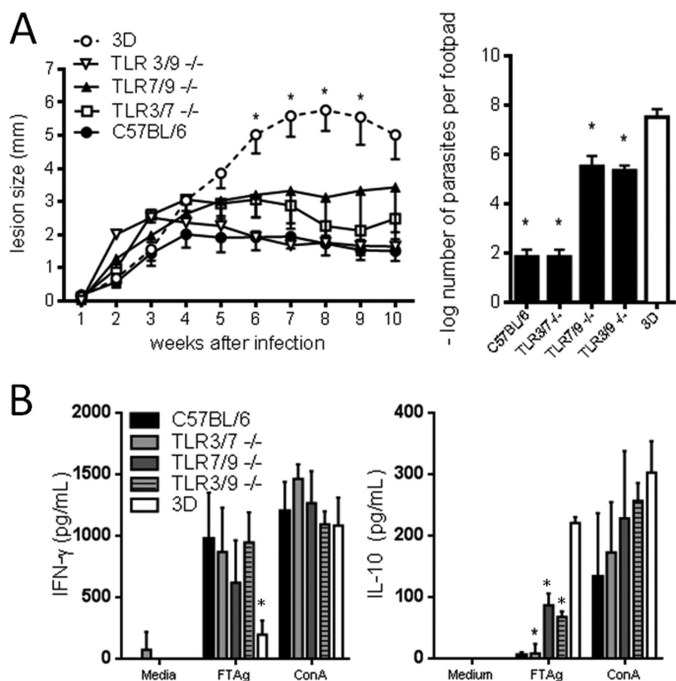 A
3D
TLR 3/9 -/-
TLR7/9 -/-
TLR3/7 -/-
C57BL/6
lesion size (mm)
7
6
5
4
3
2
1
0
* * * *
1 2 3 4 5 6 7 8 9 10
weeks after infection
- log number of parasites per footpad
10
8
6
4
2
0
* * * *
C57BL/6
TLR3/7 -/-
TLR7/9 -/-
TLR3/9 -/-
3D
B
IFN-γ (pg/mL)
2000
1500
1000
500
0
C57BL/6
TLR3/7 -/-
TLR7/9 -/-
TLR3/9 -/-
3D
*
Media FTAg ConA
IL-10 (pg/mL)
400
300
200
100
0
* * *
Medium FTAg ConA